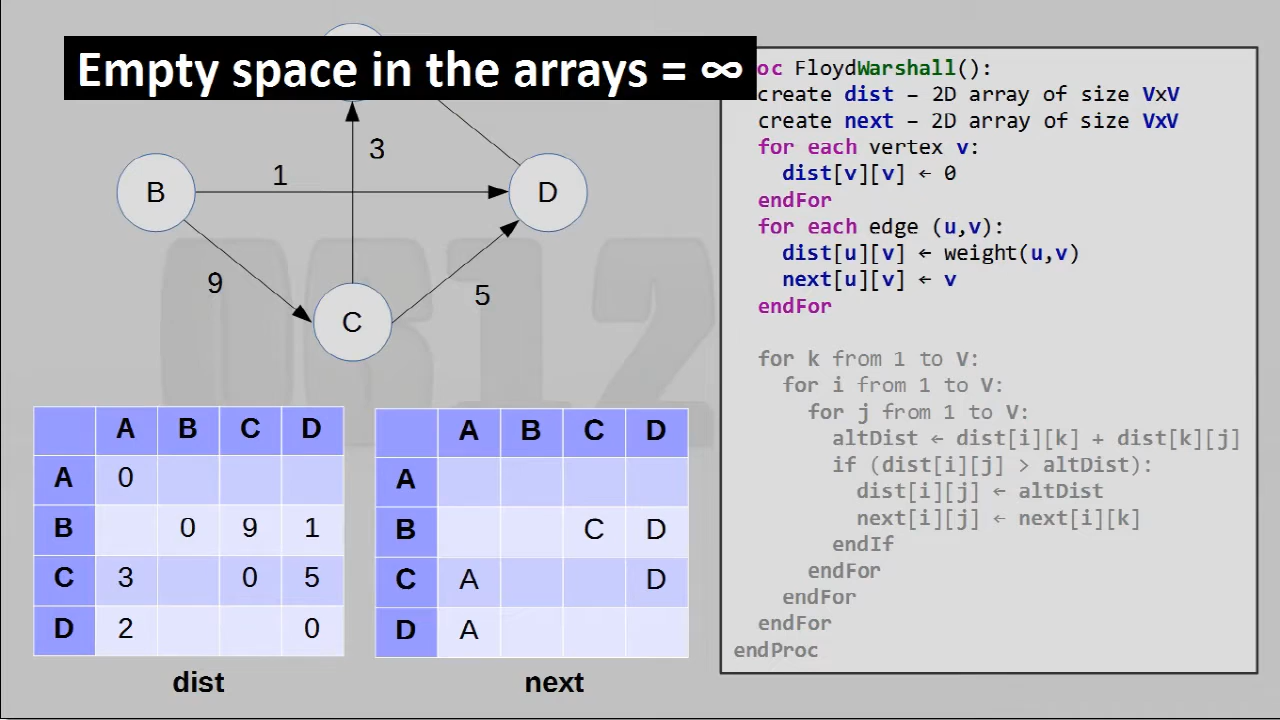 Empty space in the arrays = ∞
3
B
1
D
9
C
5
oc FloydWarshall():
create dist – 2D array of size VxV
create next – 2D array of size VxV
for each vertex v:
dist[v][v] ← 0
endFor
for each edge (u,v):
dist[u][v] ← weight(u,v)
next[u][v] ← v
endFor
for k from 1 to V:
for i from 1 to V:
for j from 1 to V:
altDist ← dist[i][k] + dist[k][j]
if (dist[i][j] > altDist):
dist[i][j] ← altDist
next[i][j] ← next[i][k]
endIf
endFor
endFor
endFor
endProc
A B C D
A 0
B 0 9 1
C 3 0 5
D 2 0
dist
A B C D
A
B C D
C A D
D A
next
0612